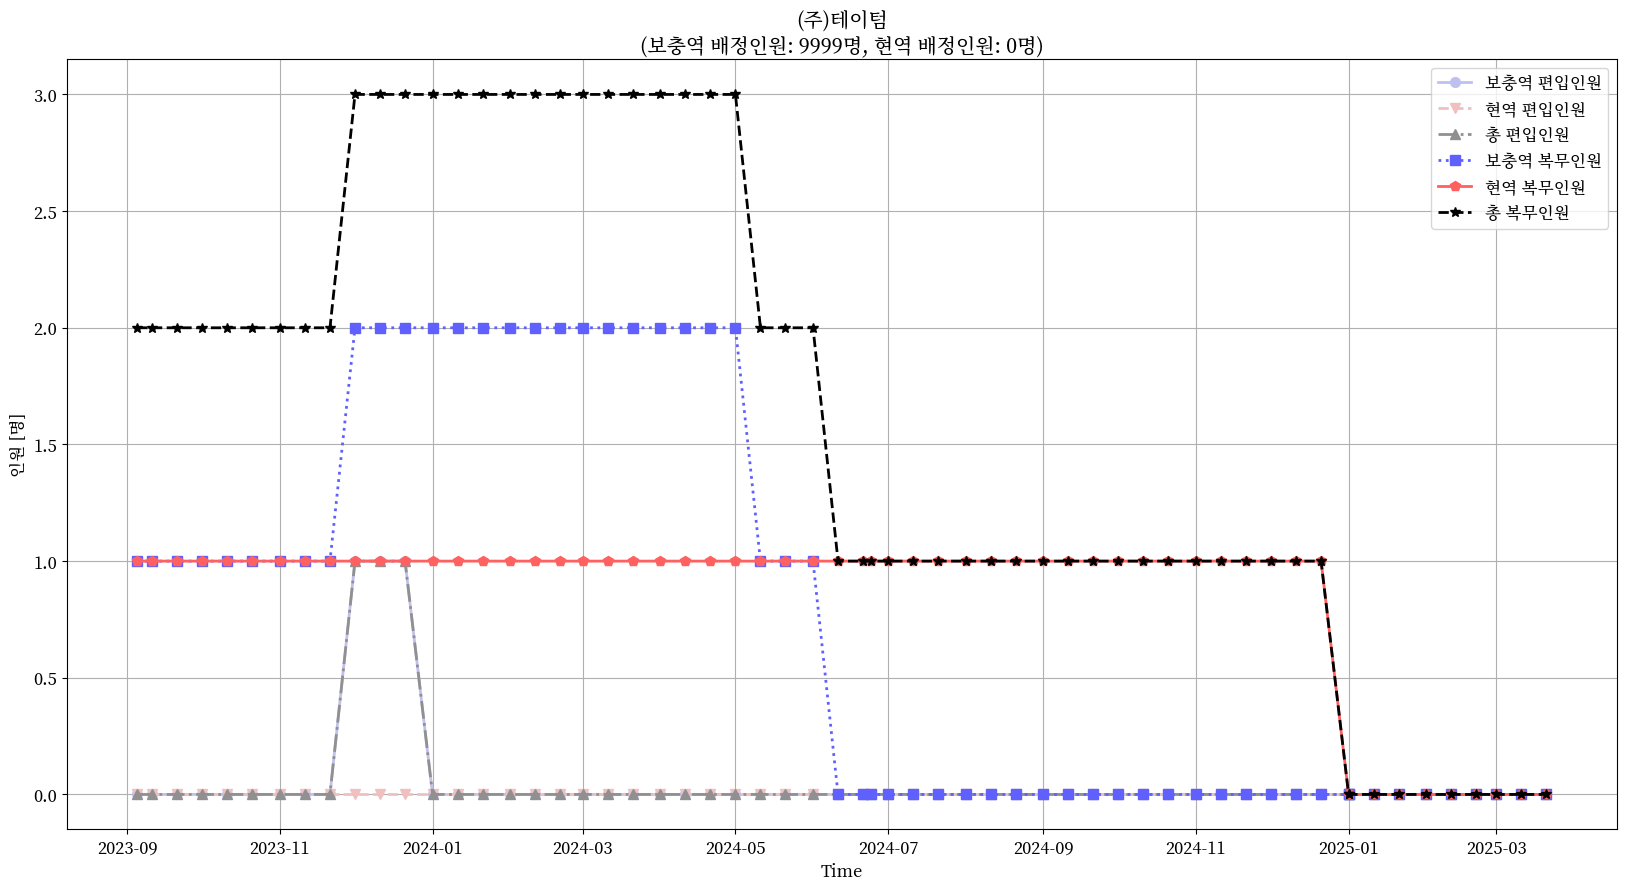 (주)테이텀
(보충역 배정인원: 9999명, 현역 배정인원: 0명)
보충역 편입인원
현역 편입인원
총 편입인원
보충역 복무인원
현역 복무인원
총 복무인원
인원 [명]
3.0
2.5
2.0
1.5
1.0
0.5
0.0
2023-09 2023-11 2024-01 2024-03 2024-05 2024-07 2024-09 2024-11 2025-01 2025-03
Time